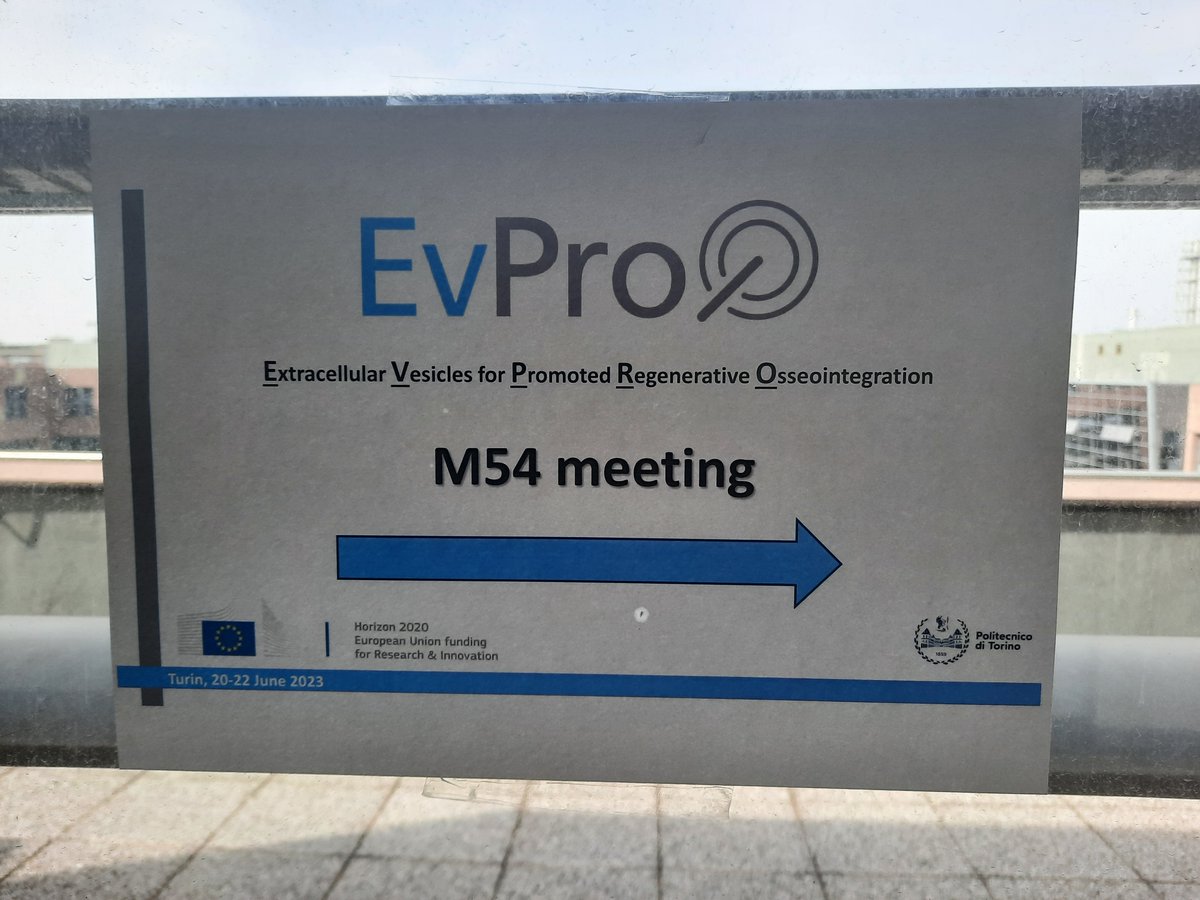 EvPro
Extracellular Vesicles for Promoted Regenerative Osseointegration
M54 meeting
Horizon 2020
European Union funding
for Research & Innovation
Politecnico
di Torino
1859
Turin, 20-22 June 2023